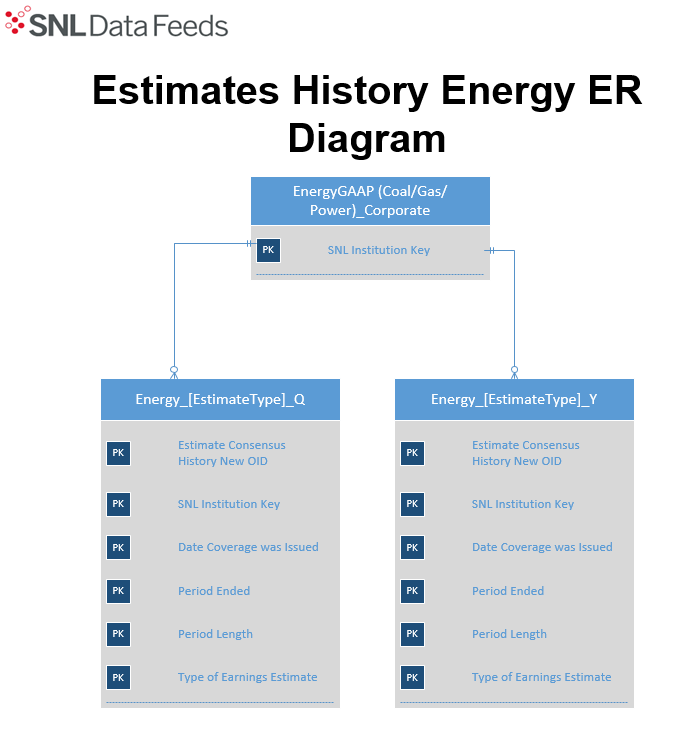 SNL Data Feeds
Estimates History Energy ER
Diagram
EnergyGAAP (Coal/Gas/
Power)_Corporate
PK SNL Institution Key
Energy_[EstimateType]_Q
PK Estimate Consensus
History New OID
PK SNL Institution Key
PK Date Coverage was Issued
PK Period Ended
PK Period Length
PK Type of Earnings Estimate
Energy_[EstimateType]_Y
PK Estimate Consensus
History New OID
PK SNL Institution Key
PK Date Coverage was Issued
PK Period Ended
PK Period Length
PK Type of Earnings Estimate